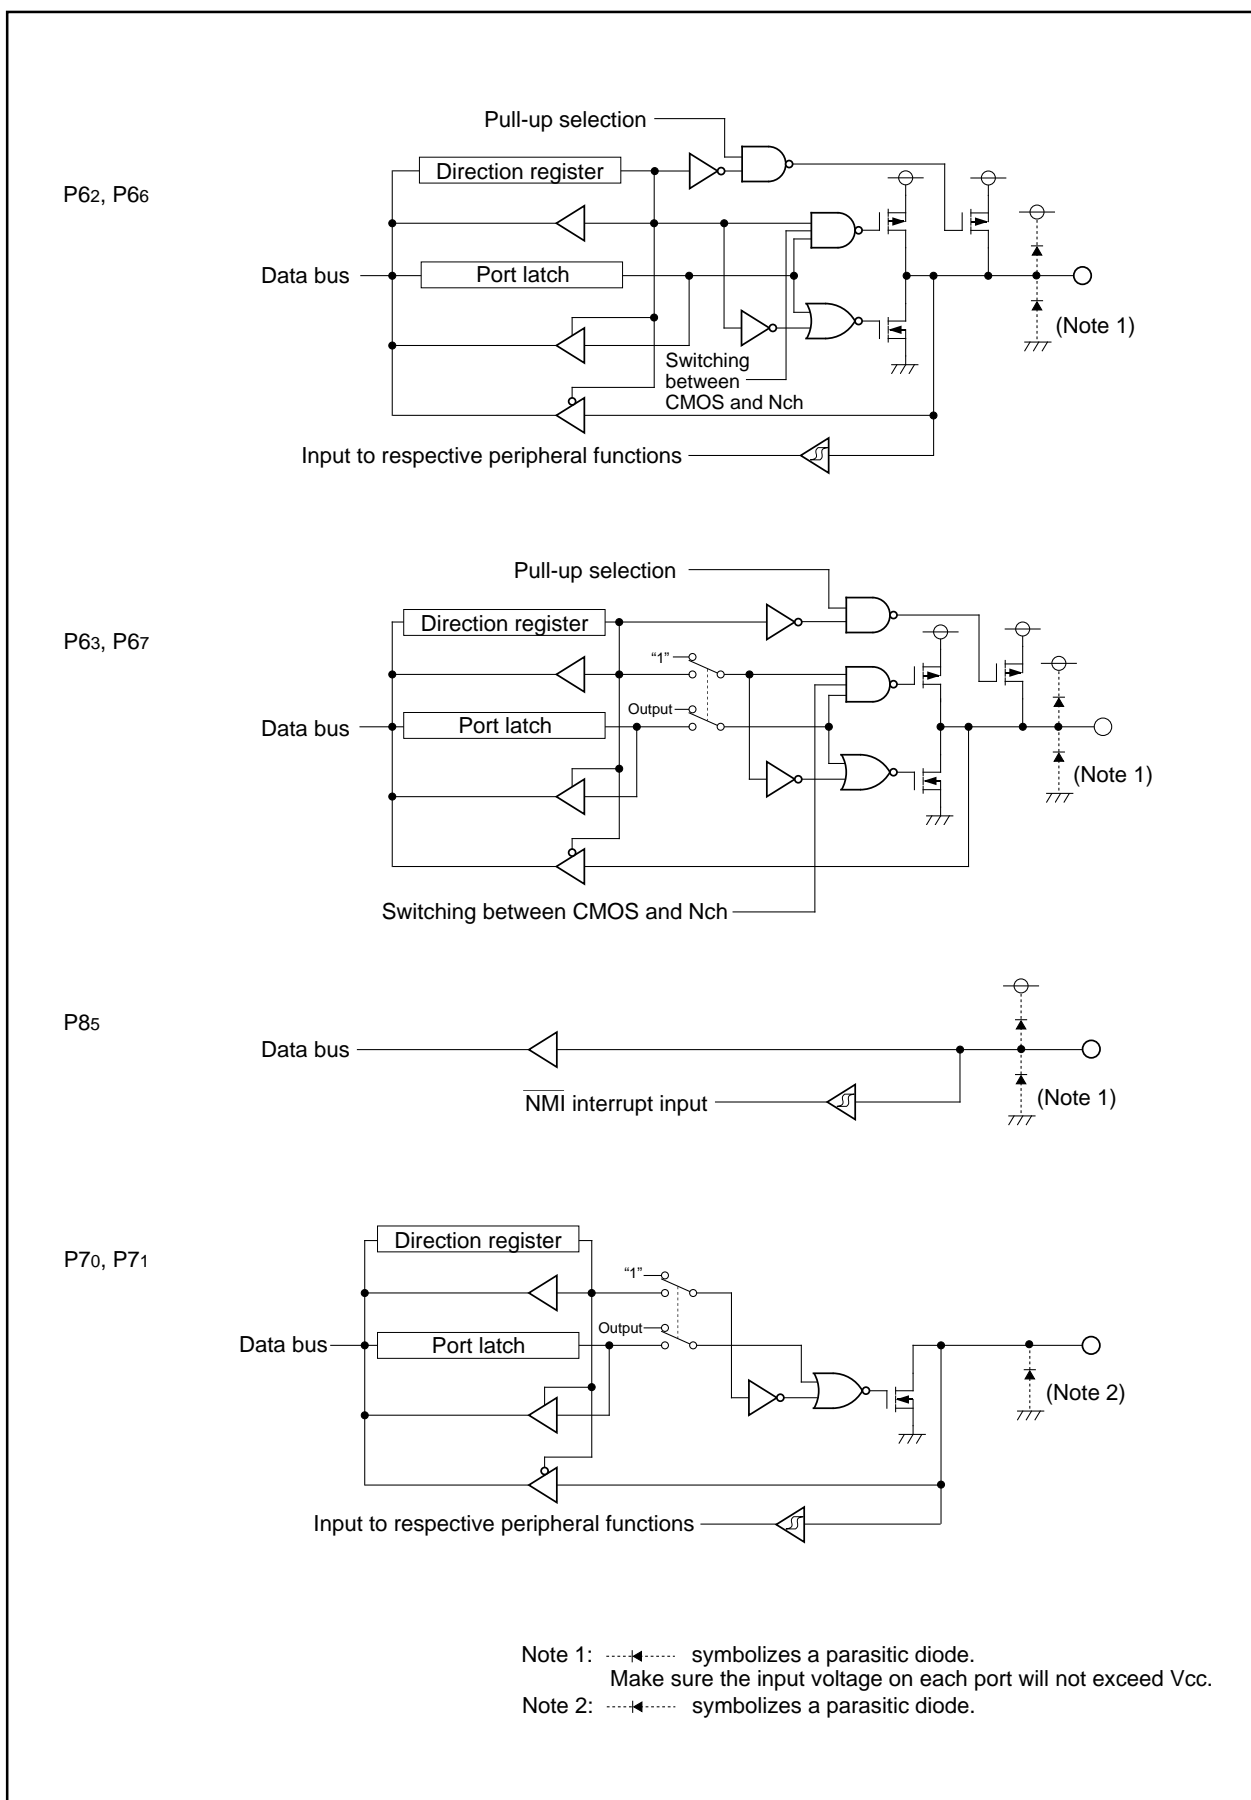 Pull-up selection
Direction register
P62, P66
Data bus
Port latch
(Note 1)
Switching
between
CMOS and Nch
Input to respective peripheral functions
Pull-up selection
Direction register
P63, P67
“1”
Output
Data bus
Port latch
(Note 1)
Switching between CMOS and Nch
P85
Data bus
NMI interrupt input
(Note 1)
Direction register
P70, P71
“1”
Output
Data bus
Port latch
(Note 2)
Input to respective peripheral functions
Note 1: symbolizes a parasitic diode.
Make sure the input voltage on each port will not exceed Vcc.
Note 2: symbolizes a parasitic diode.